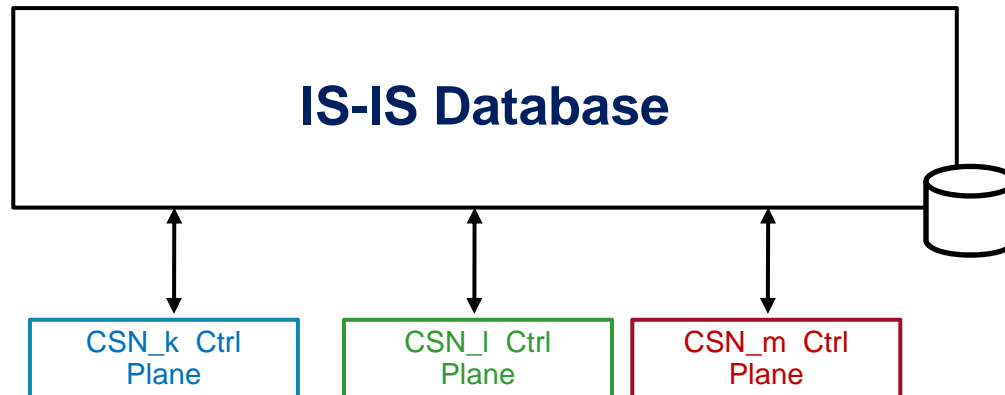 IS-IS Database
CSN_k Ctrl
Plane
CSN_l Ctrl
Plane
CSN_m Ctrl
Plane